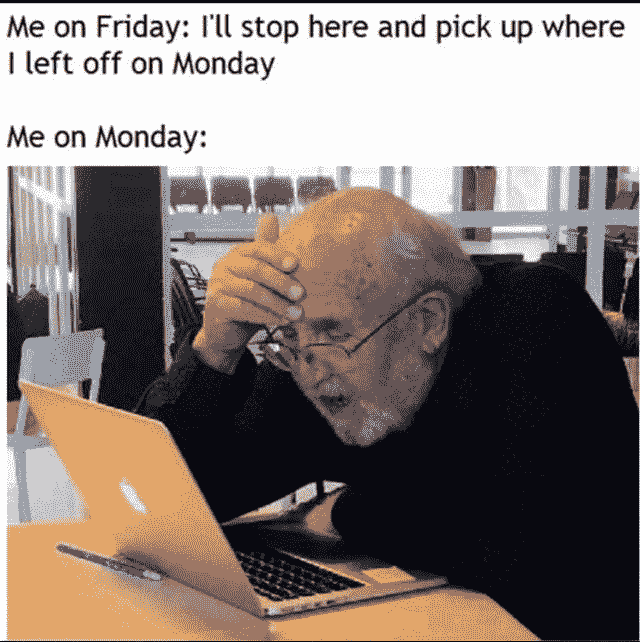 Me on Friday: I'll stop here and pick up where
I left off on Monday
Me on Monday: